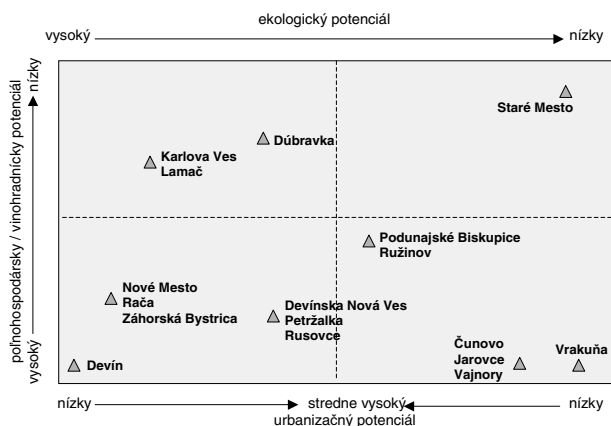 ekologický potenciál
vysoký
nízky
poľnohospodársky / vinohradnícky potenciál
nízky
vysoký
Staré Mesto
Dúbravka
Karlova Ves
Lamač
Podunajské Biskupice
Ružinov
Nové Mesto
Rača
Záhorská Bystrica
Devínska Nová Ves
Petržalka
Rusovce
Devín
Čunovo
Jarovce
Vajnory
Vrakuňa
nízky
stredne vysoký
nízky
urbanizačný potenciál